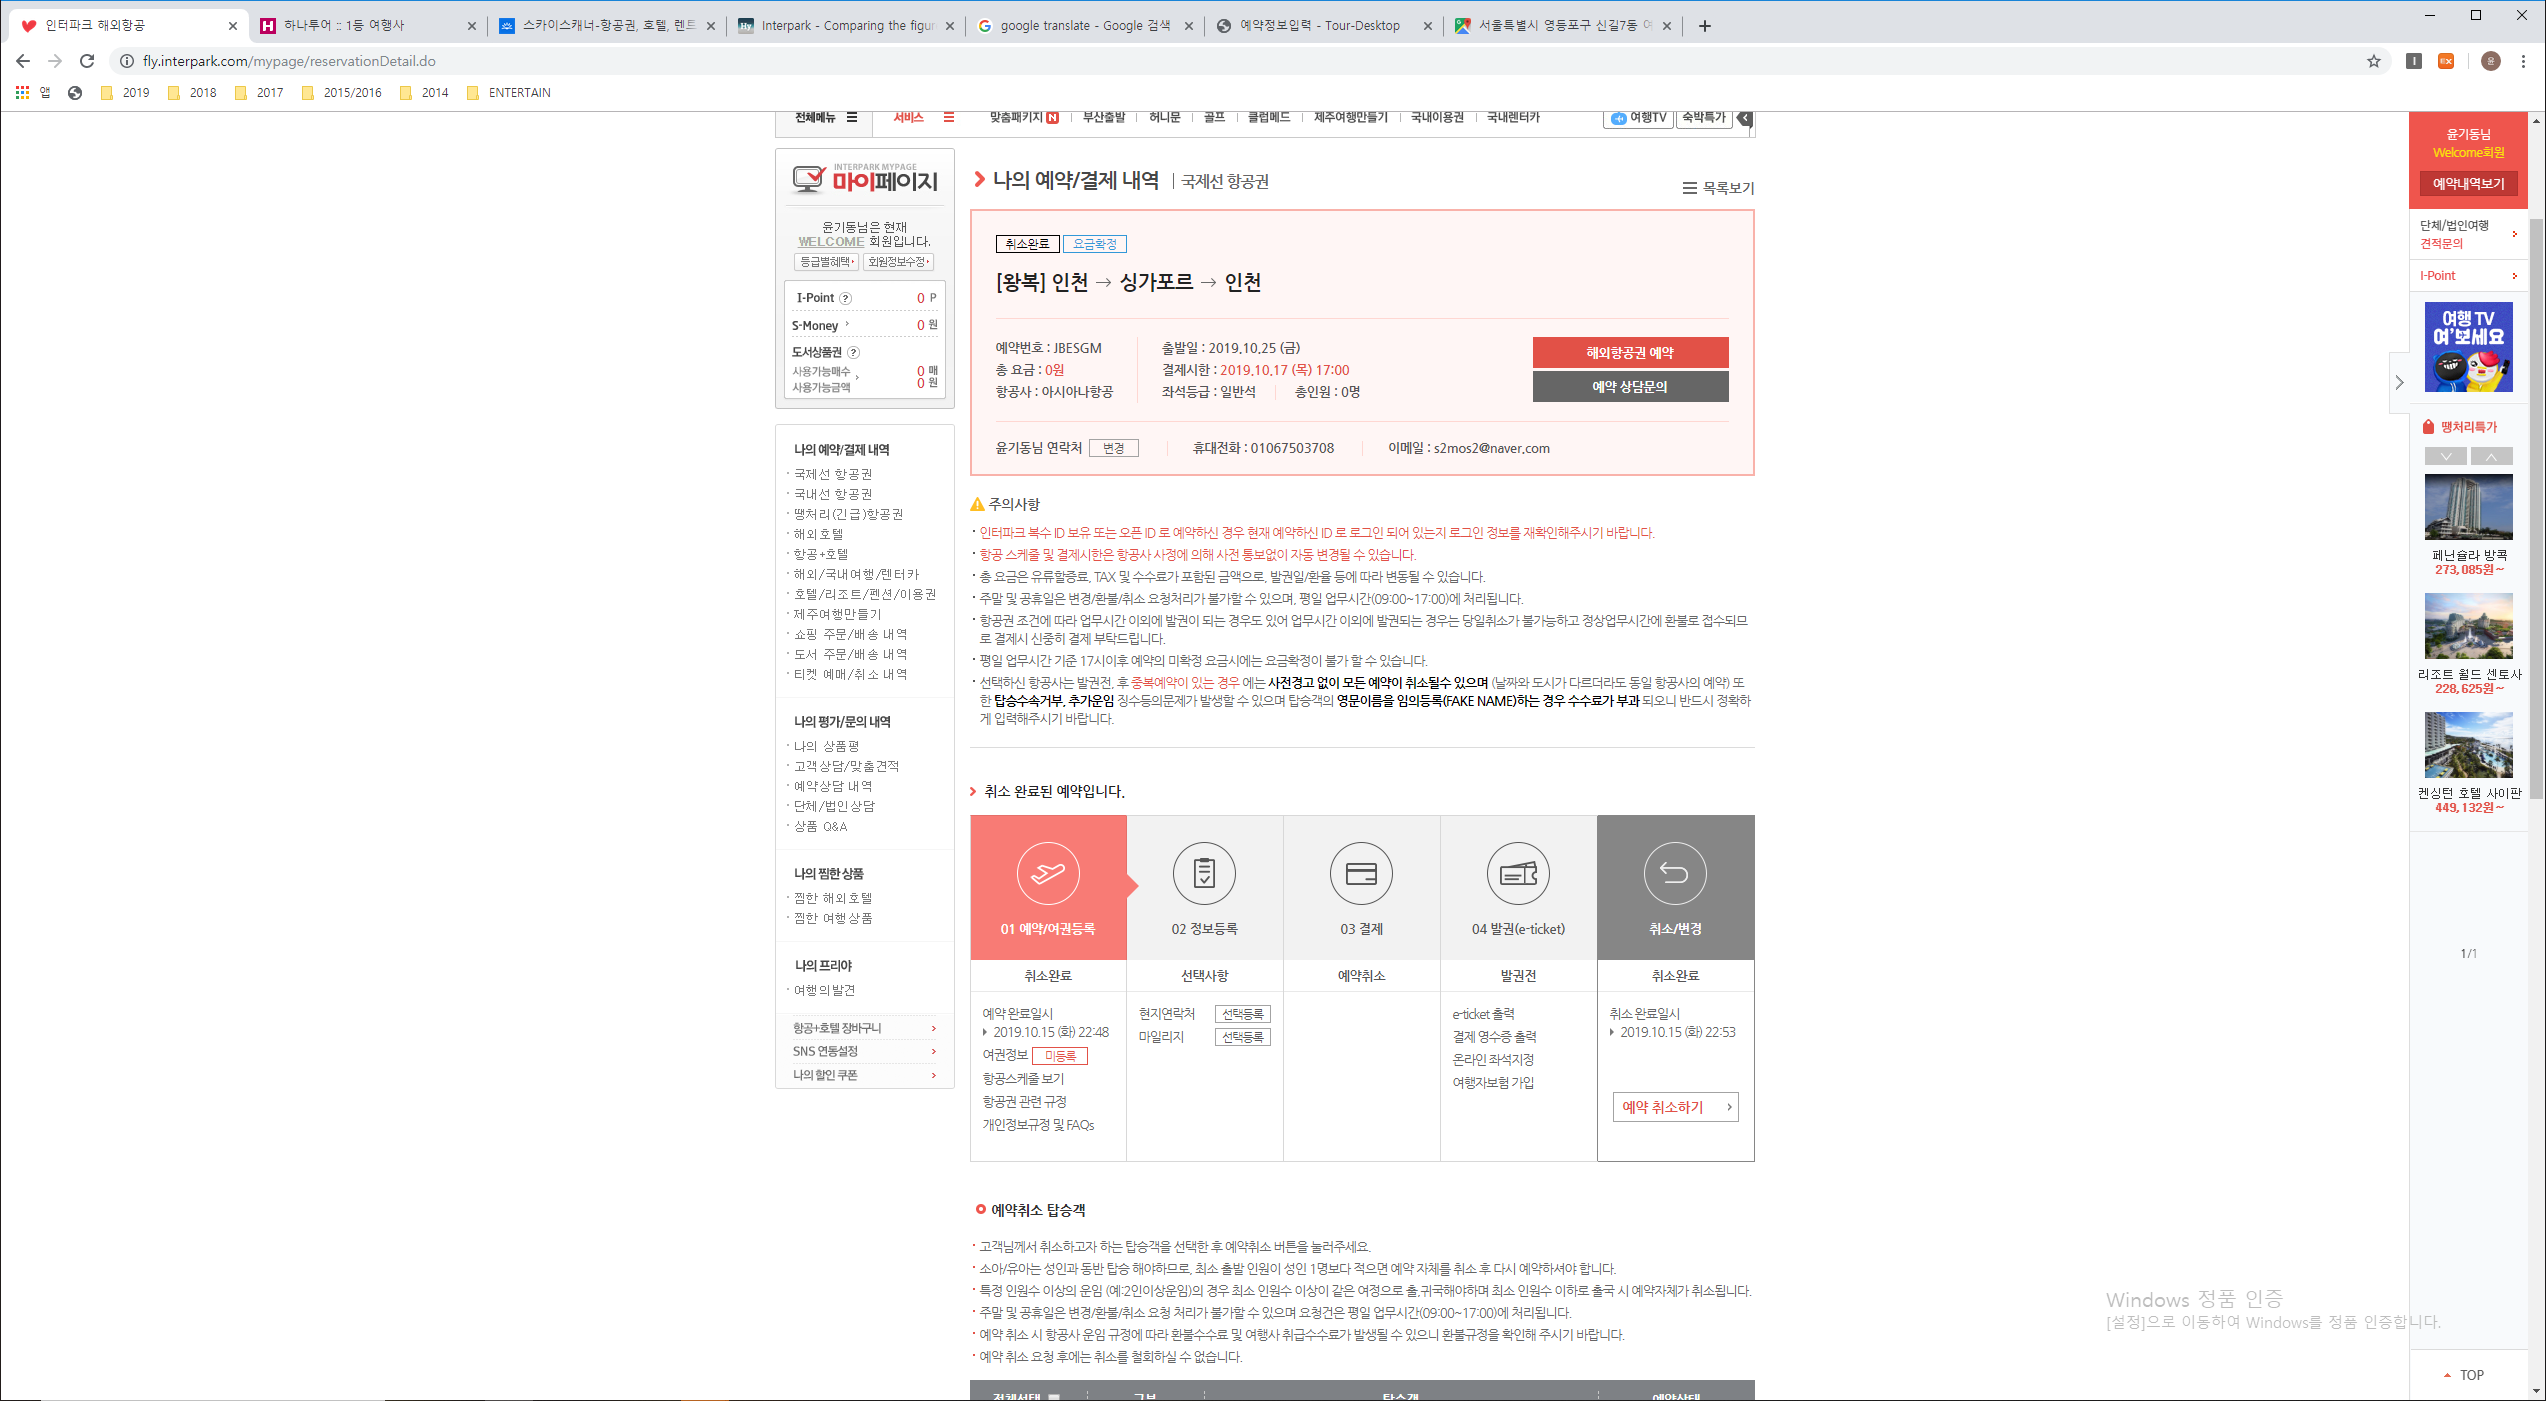 인터파크 해외항공
하나투어 :: 1등 여행사
스카이스캐너-항공권, 호텔, 렌트
Interpark - Comparing the figur
google translate - Google 검색
예약정보입력 - Tour-Desktop
서울특별시 영등포구 신길7동 여
fly.interpark.com/mypage/reservationDetail.do
앱
2019
2018
2017
2015/2016
2014
ENTERTAIN
전체메뉴
서비스
맞춤패키지 N
부산출발
허니문
골프
클럽메드
제주여행만들기
국내이용권
국내렌터카
여행TV
숙박특가
INTERPARK MYPAGE
마이페이지
윤기동님은 현재
WELCOME 회원입니다.
등급별혜택
회원정보수정
I-Point ? 0 P
S-Money 0 원
도서상품권 ?
사용가능매수 0 매
사용가능금액 0 원
나의 예약/결제 내역
국제선 항공권
국내선 항공권
땡처리(긴급)항공권
해외호텔
항공+호텔
해외/국내여행/렌터카
호텔/리조트/펜션/이용권
제주여행만들기
쇼핑 주문/배송 내역
도서 주문/배송 내역
티켓 예매/취소 내역
나의 평가/문의 내역
나의 상품평
고객상담/맞춤견적
예약상담 내역
단체/법인상담
상품 Q&A
나의 찜한 상품
찜한 해외호텔
찜한 여행상품
나의 프리야
여행의발견
항공+호텔 장바구니
SNS 연동설정
나의 할인 쿠폰
나의 예약/결제 내역 | 국제선 항공권
목록보기
취소완료 요금확정
[왕복] 인천 → 싱가포르 → 인천
예약번호 : JBESGM
총 요금 : 0원
항공사 : 아시아나항공
출발일 : 2019.10.25 (금)
결제시한 : 2019.10.17 (목) 17:00
좌석등급 : 일반석 총인원 : 0명
해외항공권 예약
예약 상담문의
윤기동님 연락처 변경 휴대전화 : 01067503708 이메일 : s2mos2@naver.com
주의사항
인터파크 복수 ID 보유 또는 오픈 ID 로 예약하신 경우 현재 예약하신 ID 로 로그인 되어 있는지 로그인 정보를 재확인해주시기 바랍니다.
항공 스케줄 및 결제시한은 항공사 사정에 의해 사전 통보없이 자동 변경될 수 있습니다.
총 요금은 유류할증료, TAX 및 수수료가 포함된 금액으로, 발권일/환율 등에 따라 변동될 수 있습니다.
주말 및 공휴일은 변경/환불/취소 요청처리가 불가할 수 있으며, 평일 업무시간(09:00~17:00)에 처리됩니다.
항공권 조건에 따라 업무시간 이외에 발권이 되는 경우도 있어 업무시간 이외에 발권되는 경우는 당일취소가 불가능하고 정상업무시간에 환불로 접수되므
로 결제시 신중히 결제 부탁드립니다.
평일 업무시간 기준 17시이후 예약의 미확정 요금시에는 요금확정이 불가 할 수 있습니다.
선택하신 항공사는 발권전, 후 중복예약이 있는 경우 에는 사전경고 없이 모든 예약이 취소될수 있으며 (날짜와 도시가 다르더라도 동일 항공사의 예약) 또
한 탑승수속거부, 추가운임 징수등의문제가 발생할 수 있으며 탑승객의 영문이름을 임의등록(FAKE NAME)하는 경우 수수료가 부과 되오니 반드시 정확하
게 입력해주시기 바랍니다.
취소 완료된 예약입니다.
01 예약/여권등록
02 정보등록
03 결제
04 발권(e-ticket)
취소/변경
취소완료
선택사항
예약취소
발권전
취소완료
예약 완료일시
2019.10.15 (화) 22:48
여권정보 미등록
항공스케줄 보기
항공권 관련 규정
개인정보규정 및 FAQs
현지연락처 선택등록
마일리지 선택등록
e-ticket 출력
결제 영수증 출력
온라인 좌석지정
여행자보험 가입
취소 완료일시
2019.10.15 (화) 22:53
예약 취소하기
예약취소 탑승객
고객님께서 취소하고자 하는 탑승객을 선택한 후 예약취소 버튼을 눌러주세요.
소아/유아는 성인과 동반 탑승 해야하므로, 최소 출발 인원이 성인 1명보다 적으면 예약 자체를 취소 후 다시 예약하셔야 합니다.
특정 인원수 이상의 운임 (예:2인이상운임)의 경우 최소 인원수 이상이 같은 여정으로 출,귀국해야하며 최소 인원수 이하로 출국 시 예약자체가 취소됩니다.
주말 및 공휴일은 변경/환불/취소 요청 처리가 불가할 수 있으며 요청건은 평일 업무시간(09:00~17:00)에 처리됩니다.
예약 취소 시 항공사 운임 규정에 따라 환불수수료 및 여행사 취급수수료가 발생될 수 있으니 환불규정을 확인해 주시기 바랍니다.
예약 취소 요청 후에는 취소를 철회하실 수 없습니다.
전체선택 구분 탑승객 예약상태
윤기동님
Welcome회원
예약내역보기
단체/법인여행
견적문의
I-Point
여행 TV
여'보세요
땡처리특가
페닌슐라 방콕
273,085원~
리조트 월드 센토사
228,625원~
켄싱턴 호텔 사이판
449,132원~
1/1
Windows 정품 인증
[설정]으로 이동하여 Windows를 정품 인증합니다.
TOP